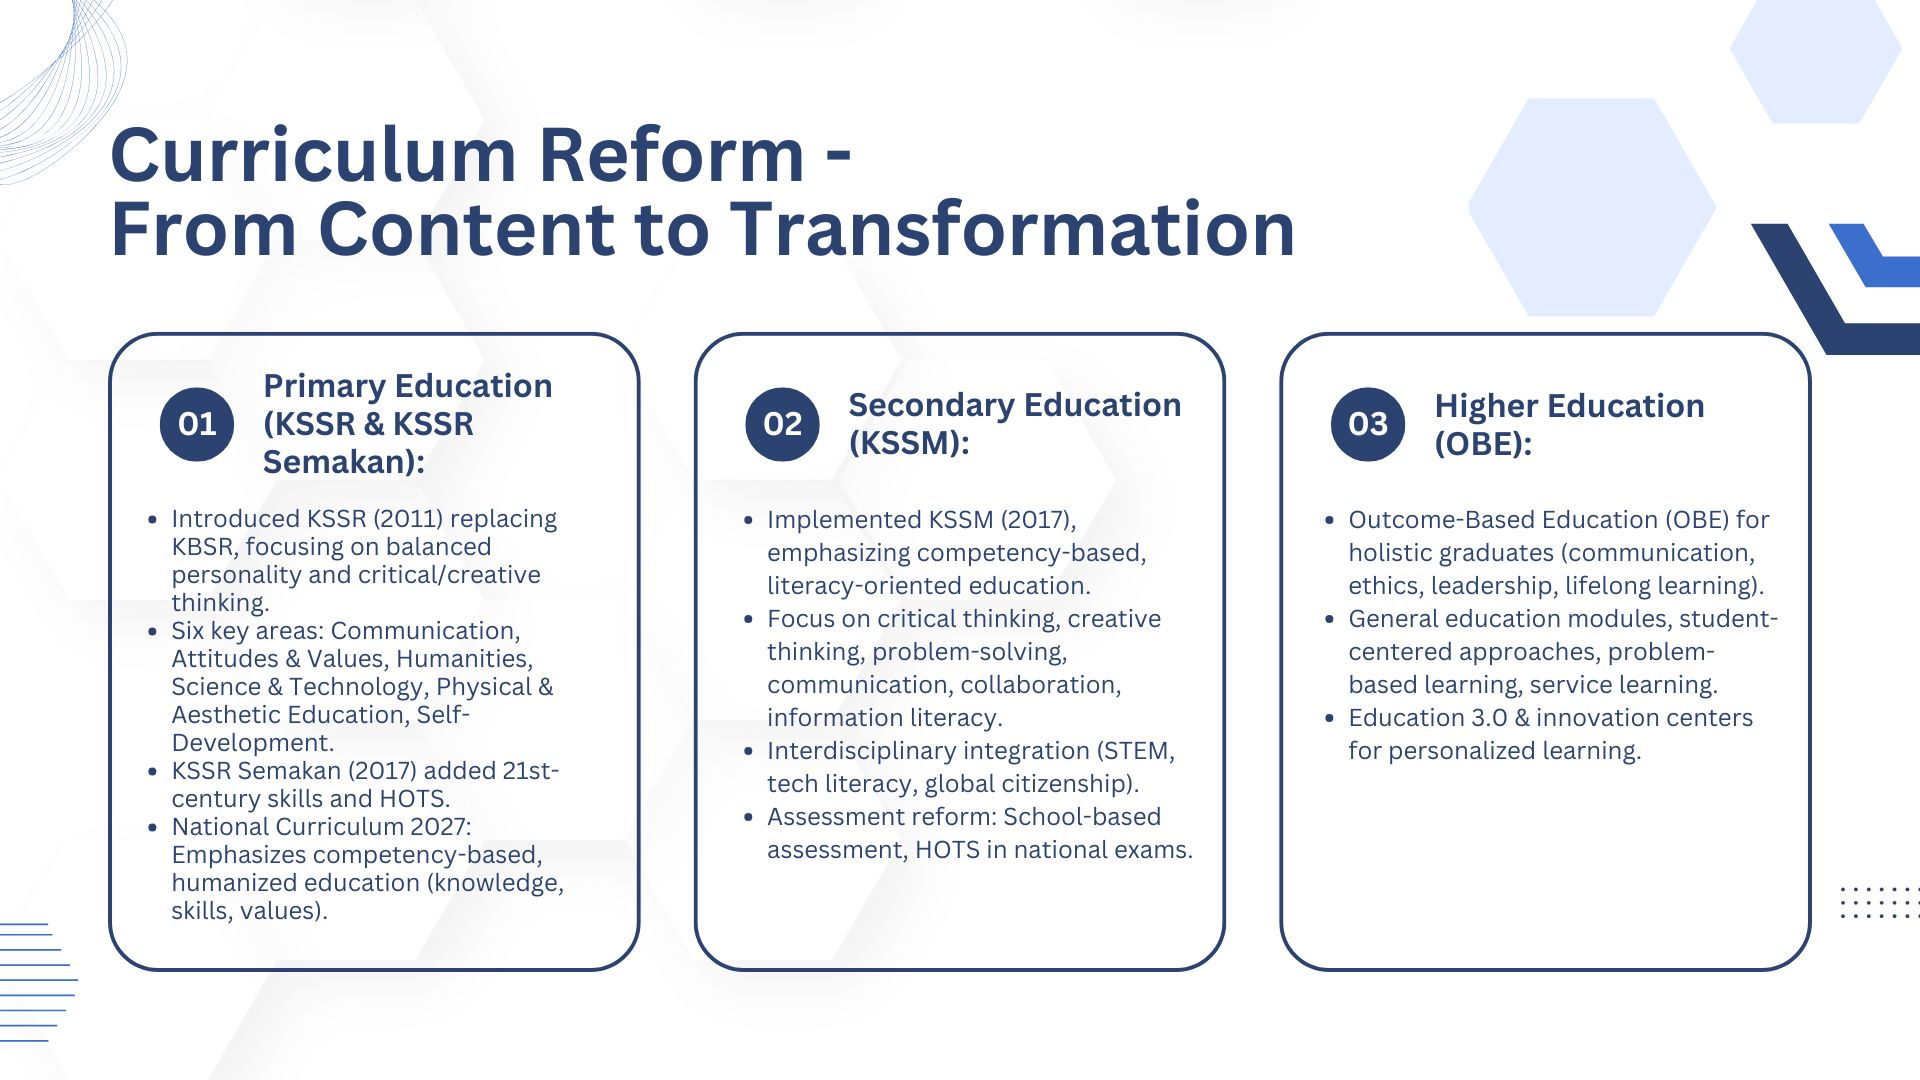 Curriculum Reform -
From Content to Transformation
01
Primary Education
(KSSR & KSSR
Semakan):
• Introduced KSSR (2011) replacing
KBSR, focusing on balanced
personality and critical/creative
thinking.
• Six key areas: Communication,
Attitudes & Values, Humanities,
Science & Technology, Physical &
Aesthetic Education, Self-
Development.
• KSSR Semakan (2017) added 21st-
century skills and HOTS.
• National Curriculum 2027:
Emphasizes competency-based,
humanized education (knowledge,
skills, values).
02
Secondary Education
(KSSM):
• Implemented KSSM (2017),
emphasizing competency-based,
literacy-oriented education.
• Focus on critical thinking, creative
thinking, problem-solving,
communication, collaboration,
information literacy.
• Interdisciplinary integration (STEM,
tech literacy, global citizenship).
• Assessment reform: School-based
assessment, HOTS in national exams.
03
Higher Education
(OBE):
• Outcome-Based Education (OBE) for
holistic graduates (communication,
ethics, leadership, lifelong learning).
• General education modules, student-
centered approaches, problem-
based learning, service learning.
• Education 3.0 & innovation centers
for personalized learning.